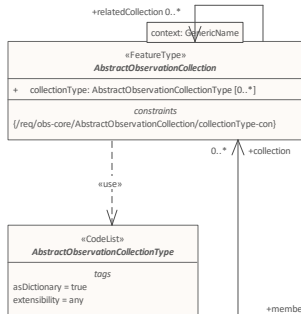 +relatedCollection 0..*
context: GenericName
«FeatureType»
AbstractObservationCollection
+ collectionType: AbstractObservationCollectionType [0..*]
constraints
{/req/obs-core/AbstractObservationCollection/collectionType-con}
0..* +collection
«use»
«CodeList»
AbstractObservationCollectionType
tags
asDictionary = true
extensibility = any
+membe